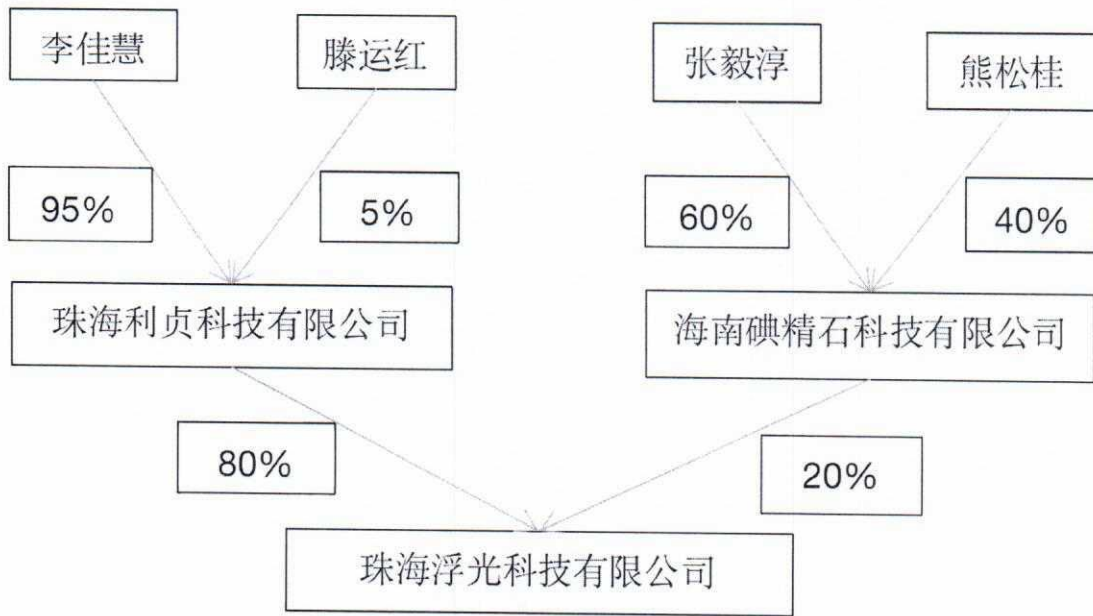 李佳慧
滕运红
张毅淳
熊松桂
95%
5%
60%
40%
珠海利贞科技有限公司
海南碘精石科技有限公司
80%
20%
珠海浮光科技有限公司